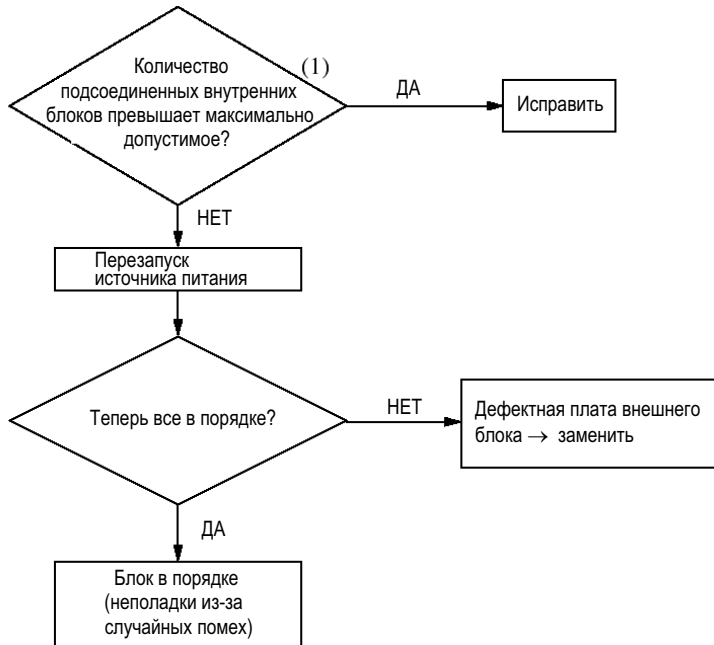 Количество (1)
подсоединенных внутренних
блоков превышает максимально
допустимое?
ДА
Исправить
НЕТ
Перезапуск
источника питания
Теперь все в порядке?
НЕТ
Дефектная плата внешнего
блока → заменить
ДА
Блок в порядке
(неполадки из-за
случайных помех)